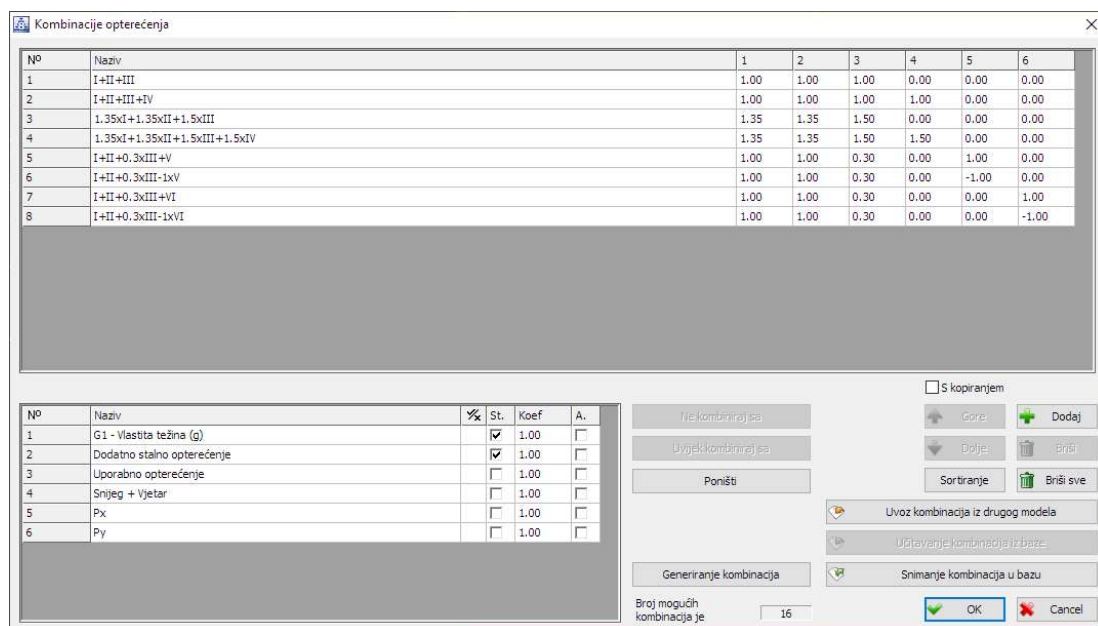 Kombinacije opterećenja
Nº Naziv 1 2 3 4 5 6
1 I+II+III 1.00 1.00 1.00 0.00 0.00 0.00
2 I+II+III+IV 1.00 1.00 1.00 1.00 0.00 0.00
3 1.35xI+1.35xII+1.5xIII 1.35 1.35 1.50 0.00 0.00 0.00
4 1.35xI+1.35xII+1.5xIII+1.5xIV 1.35 1.35 1.50 1.50 0.00 0.00
5 I+II+0.3xIII+V 1.00 1.00 0.30 0.00 1.00 0.00
6 I+II+0.3xIII-1xV 1.00 1.00 0.30 0.00 -1.00 0.00
7 I+II+0.3xIII+VI 1.00 1.00 0.30 0.00 0.00 1.00
8 I+II+0.3xIII-1xVI 1.00 1.00 0.30 0.00 0.00 -1.00
S kopiranjem
Nº Naziv St. Koef A.
1 G1 - Vlastita težina (g) 1.00
2 Dodatno stalno opterećenje 1.00
3 Uporabno opterećenje 1.00
4 Snijeg + Vjetar 1.00
5 Px 1.00
6 Py 1.00
Ne kombiniraj sa
Gore
Dodaj
Uvijek kombiniraj sa
Dolje
Briši
Poništi
Sortiranje
Briši sve
Uvoz kombinacija iz drugog modela
Učitavanje kombinacija iz baze
Generiranje kombinacija
Snimanje kombinacija u bazu
Broj mogućih
kombinacija je 16
OK
Cancel